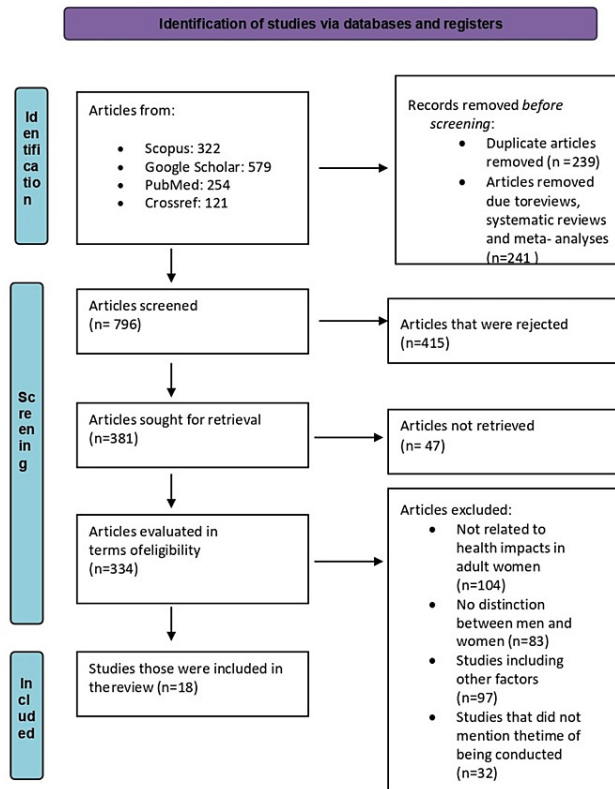 Identification of studies via databases and registers
Id
en
tifi
ca
tio
n
Articles from:
• Scopus: 322
• Google Scholar: 579
• PubMed: 254
• Crossref: 121
Records removed before
screening:
• Duplicate articles
removed (n =239)
• Articles removed
due toreviews,
systematic reviews
and meta- analyses
(n=241 )
Sc
re
en
in
g
Articles screened
(n= 796)
Articles that were rejected
(n=415)
Articles sought for retrieval
(n=381)
Articles not retrieved
(n= 47)
Articles evaluated in
terms ofeligibility
(n=334)
Articles excluded:
• Not related to
health impacts in
adult women
(n=104)
• No distinction
between men and
women (n=83)
• Studies including
other factors
(n=97)
• Studies that did not
mention thetime of
being conducted
(n=32)
In
cl
ud
ed
Studies those were included in
thereview (n=18)